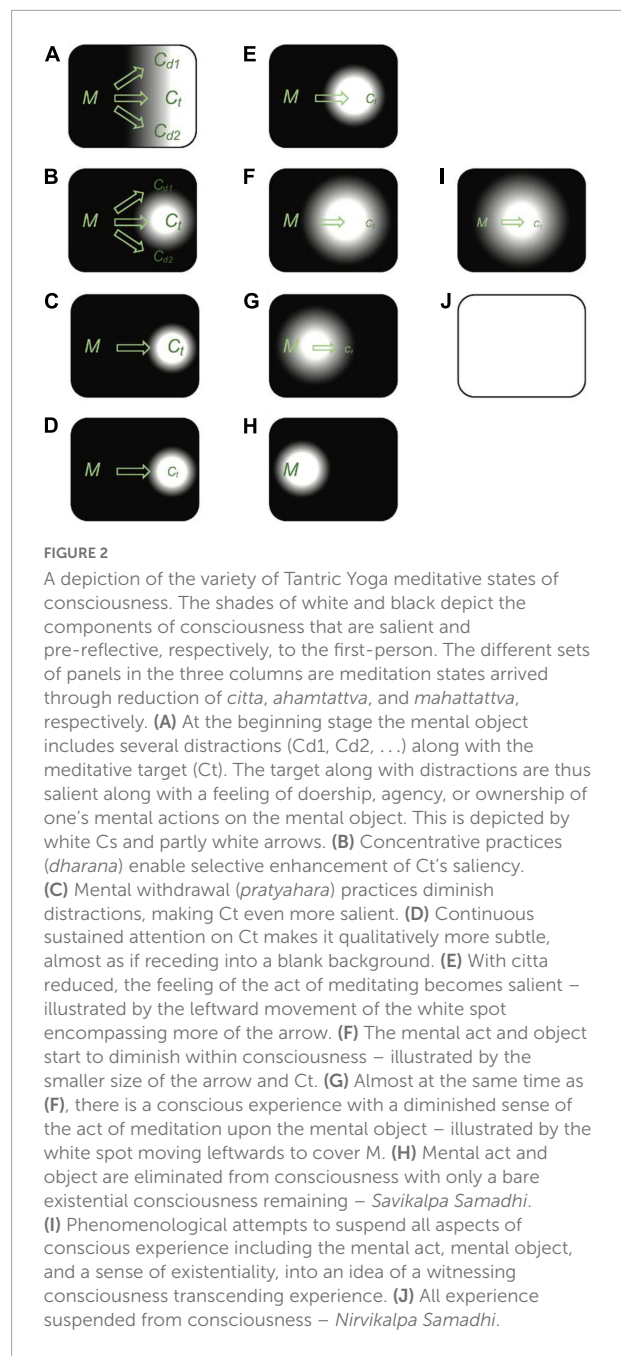 A
M
C_d1
C_t
C_d2
E
M
C_t
B
M
C_d1
C_t
C_d2
F
M
C_t
I
M
C_t
C
M
C_t
G
M
C_t
J
D
M
C_t
H
M
FIGURE 2
A depiction of the variety of Tantric Yoga meditative states of
consciousness. The shades of white and black depict the
components of consciousness that are salient and
pre-reflective, respectively, to the first-person. The different sets
of panels in the three columns are meditation states arrived
through reduction of citta, ahamtattva, and mahattattva,
respectively. (A) At the beginning stage the mental object
includes several distractions (Cd1, Cd2, …) along with the
meditative target (Ct). The target along with distractions are thus
salient along with a feeling of doership, agency, or ownership of
one's mental actions on the mental object. This is depicted by
white Cs and partly white arrows. (B) Concentrative practices
(dharana) enable selective enhancement of Ct's saliency.
(C) Mental withdrawal (pratyahara) practices diminish
distractions, making Ct even more salient. (D) Continuous
sustained attention on Ct makes it qualitatively more subtle,
almost as if receding into a blank background. (E) With citta
reduced, the feeling of the act of meditating becomes salient –
illustrated by the leftward movement of the white spot
encompassing more of the arrow. (F) The mental act and object
start to diminish within consciousness – illustrated by the
smaller size of the arrow and Ct. (G) Almost at the same time as
(F), there is a conscious experience with a diminished sense of
the act of meditation upon the mental object – illustrated by the
white spot moving leftwards to cover M. (H) Mental act and
object are eliminated from consciousness with only a bare
existential consciousness remaining – Savikalpa Samadhi.
(I) Phenomenological attempts to suspend all aspects of
conscious experience including the mental act, mental object,
and a sense of existentiality, into an idea of a witnessing
consciousness transcending experience. (J) All experience
suspended from consciousness – Nirvikalpa Samadhi.